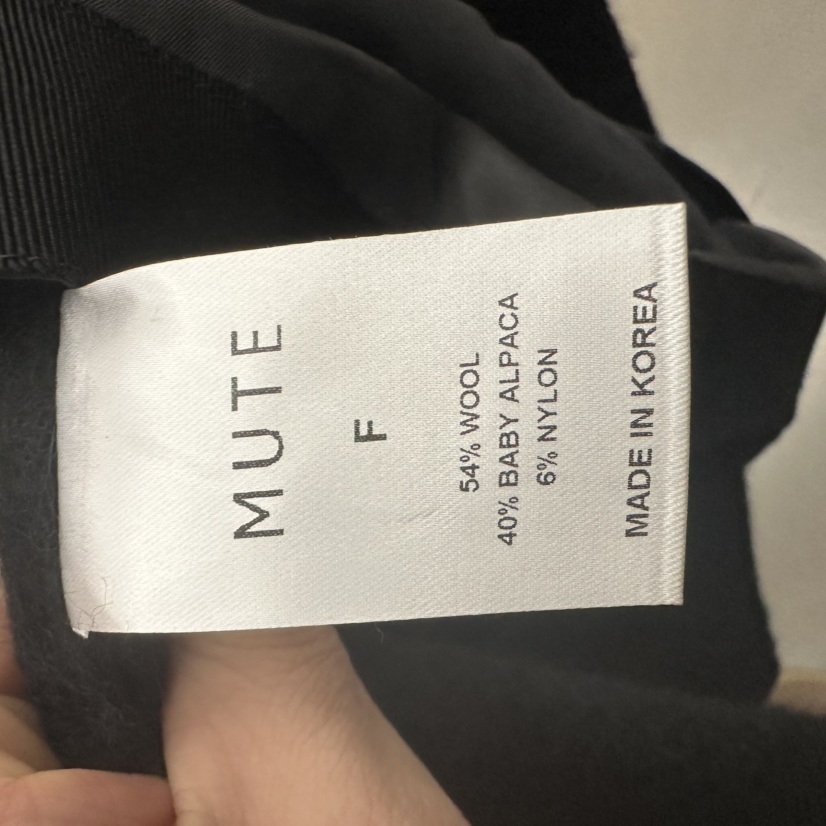 MUTE
F
54% WOOL
40% BABY ALPACA
6% NYLON
MADE IN KOREA